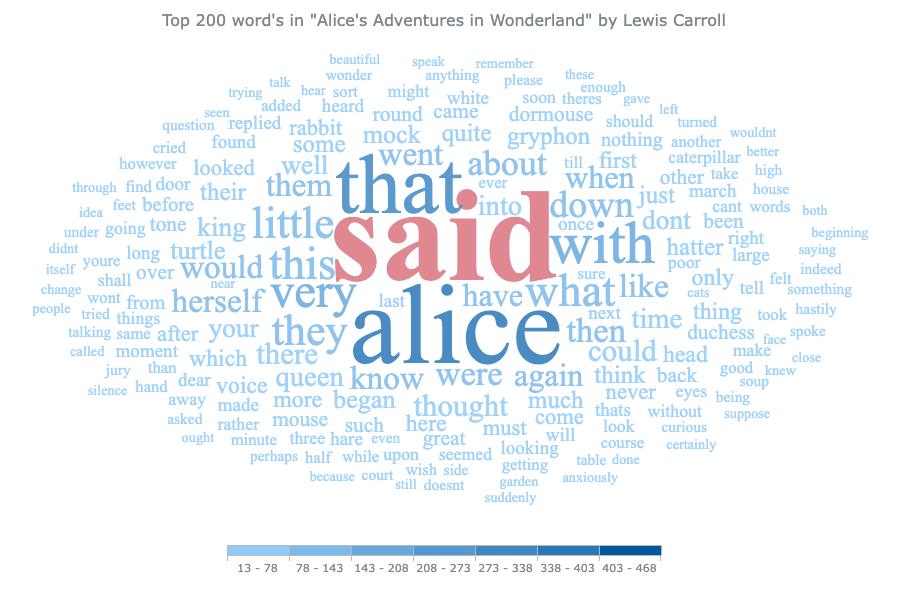 Top 200 word's in "Alice's Adventures in Wonderland" by Lewis Carroll
beautiful speak remember
wonder anything these
talk please enough
trying hear sort might white soon theres gave
added heard round came dormouse should left
seen question replied rabbit mock quite gryphon nothing another turned wouldnt
cried found some went about till first caterpillar better
however looked well that when other take high
through find door their them ever into down just march house
feet before said once cant words both
idea going tone king little with dont been
under turtle hatter right beginning
didnt youre long would this sure poor large saying
itself shall over near very alice have what like only tell felt indeed
change wont from herself last cats something
people tried things they next time thing took hastily
talking same after your then duchess face spoke
called moment which there could head make close
jury than queen know were again think back good knew
silence hand dear voice soup
away made more began thought much never eyes being
asked rather mouse such here must come thats without suppose
ought minute three hare even great will look curious
perhaps half while upon seemed looking course certainly
because court wish side getting table done
still doesnt garden anxiously
suddenly
13 - 78 78 - 143 143 - 208 208 - 273 273 - 338 338 - 403 403 - 468